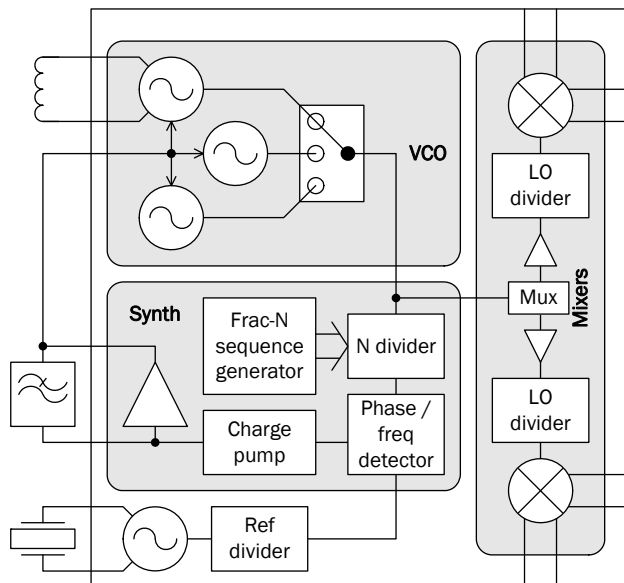 VCO
LO
divider
Mux
Mixers
Synth
Frac-N
sequence
generator
N divider
LO
divider
Charge
pump
Phase /
freq
detector
Ref
divider